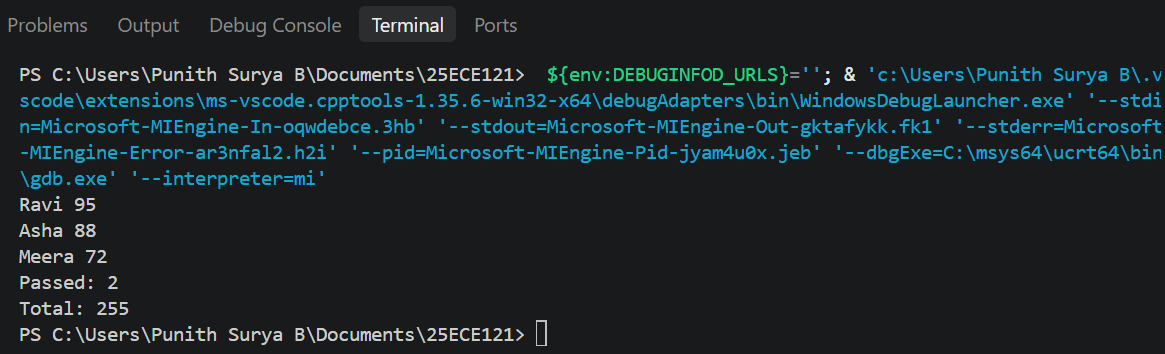 Problems Output Debug Console Terminal Ports
PS C:\Users\Punith Surya B\Documents\25ECE121>  ${env:DEBUGINFOD_URLS}=''; & 'c:\Users\Punith Surya B\.v
scode\extensions\ms-vscode.cpptools-1.35.6-win32-x64\debugAdapters\bin\WindowsDebugLauncher.exe' '--stdi
n=Microsoft-MIEngine-In-oqwdebce.3hb' '--stdout=Microsoft-MIEngine-Out-gktafykk.fk1' '--stderr=Microsoft
-MIEngine-Error-ar3nfal2.h2i' '--pid=Microsoft-MIEngine-Pid-jyam4u0x.jeb' '--dbgExe=C:\msys64\ucrt64\bin
\gdb.exe' '--interpreter=mi'
Ravi 95
Asha 88
Meera 72
Passed: 2
Total: 255
PS C:\Users\Punith Surya B\Documents\25ECE121>